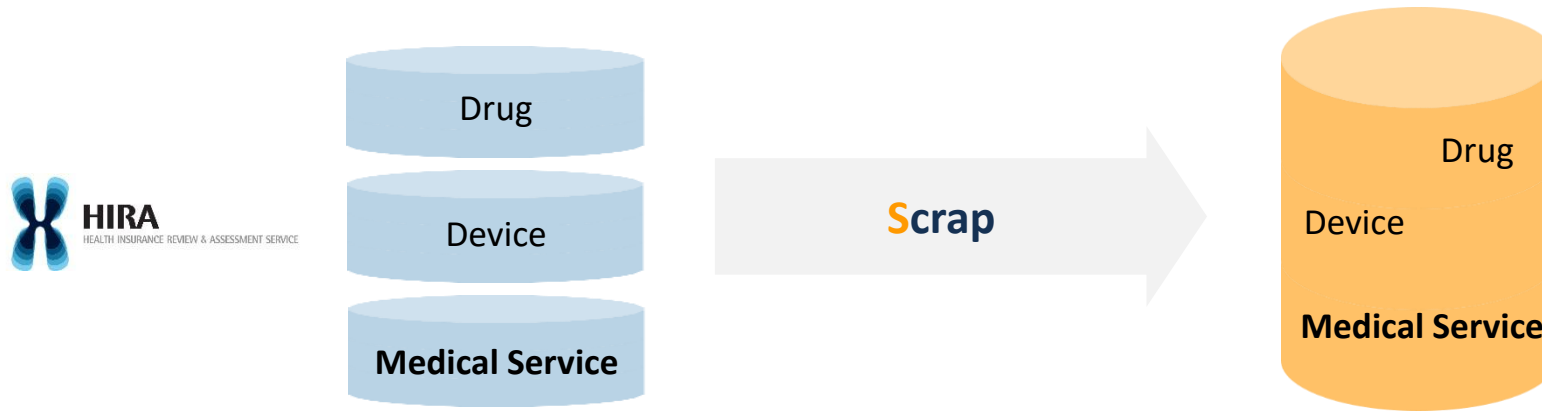 HIRA
HEALTH INSURANCE REVIEW & ASSESSMENT SERVICE
Drug
Device
Medical Service
Scrap
Drug
Device
Medical Service